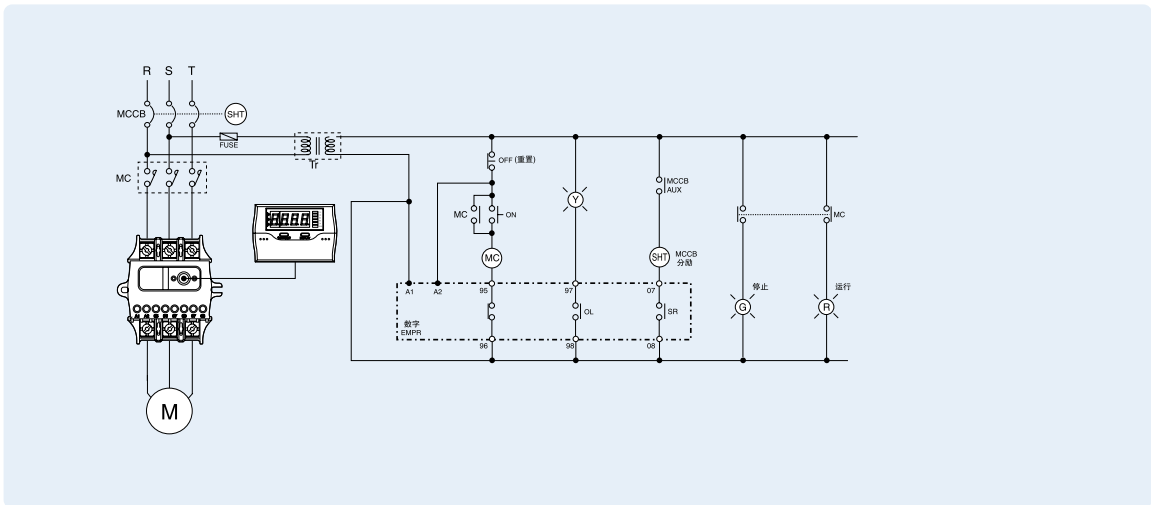 R S T
MCCB
SHT
FUSE
Tr
MC
OFF (重置)
MC
ON
MC
Y
MCCB
AUX
SHT
MCCB
分励
MC
停止
G
运行
R
A1
A2
95
97
07
数字
EMPR
OL
SR
96
98
08
M